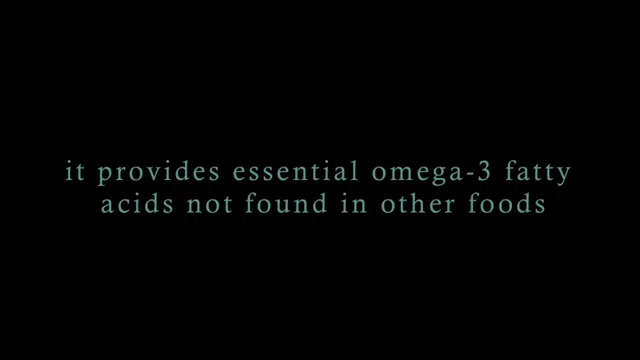 it provides essential omega-3 fatty
acids not found in other foods